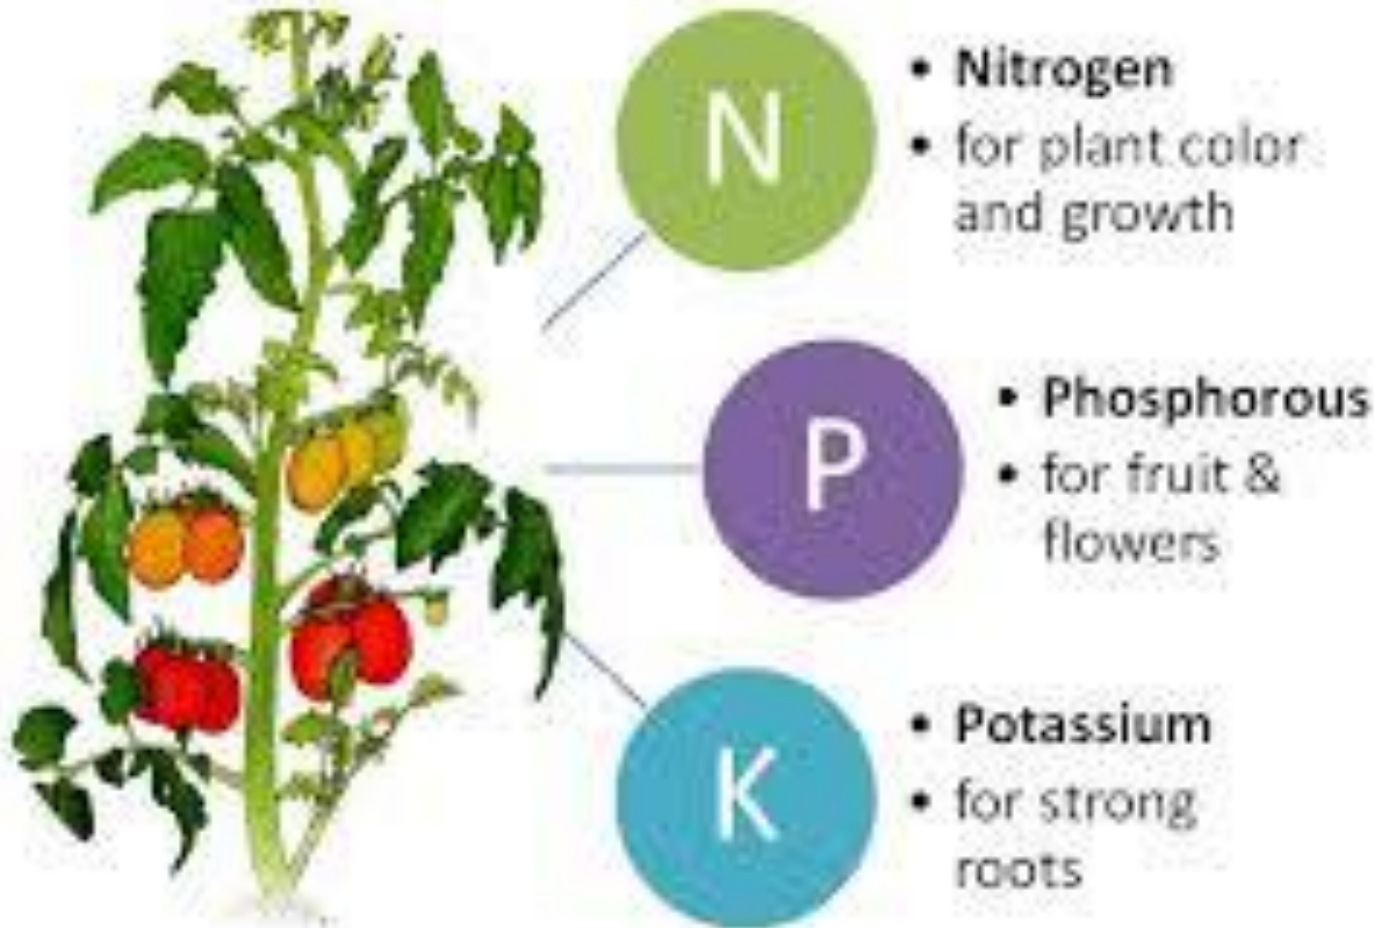 N
• Nitrogen
• for plant color
and growth
P
• Phosphorous
• for fruit &
flowers
K
• Potassium
• for strong
roots